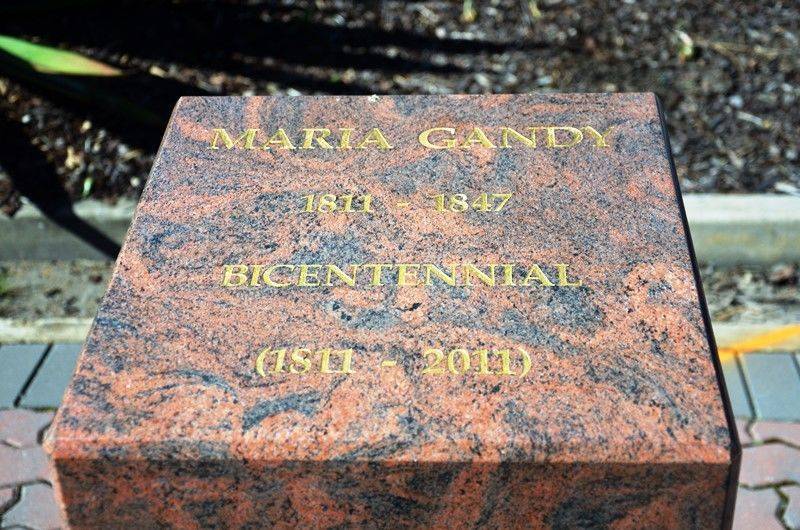 MARIA GANDY
1811 - 1847
BICENTENNIAL
(1811 - 2011)